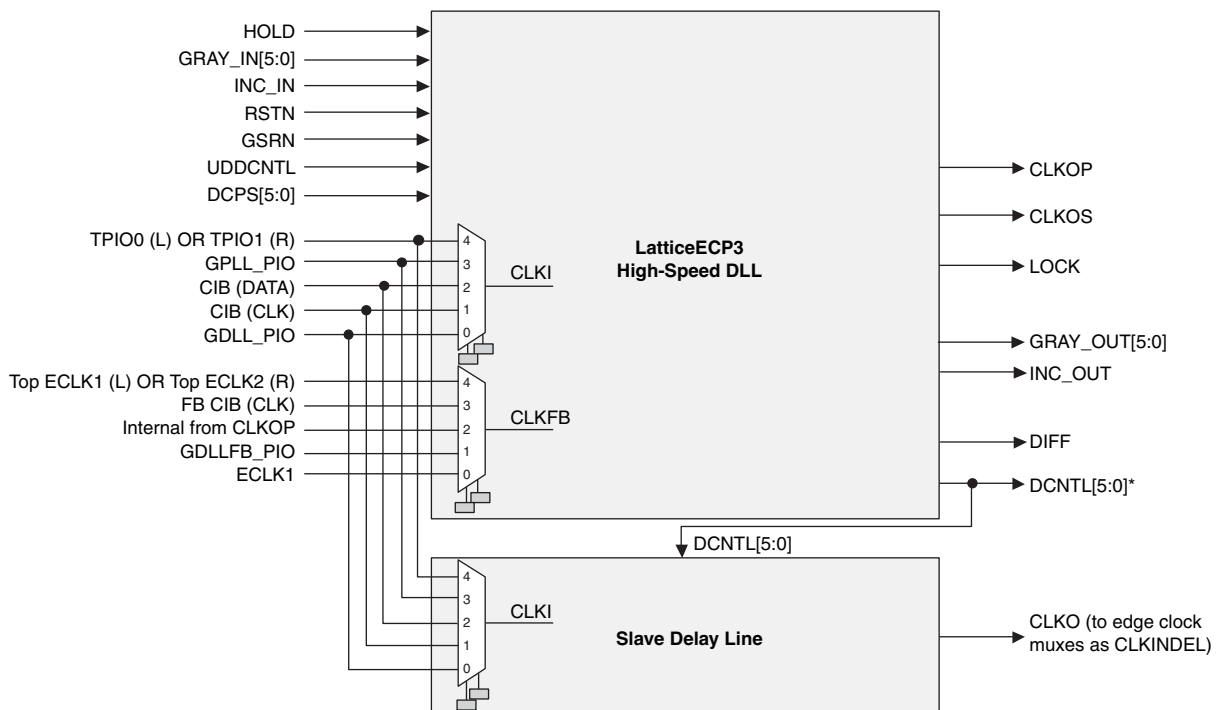 HOLD
GRAY_IN[5:0]
INC_IN
RSTN
GSRN
UDDCNTL
DCPS[5:0]
TPIO0 (L) OR TPIO1 (R)
GPLL_PIO
CIB (DATA)
CIB (CLK)
GDLL_PIO
4
3
2
1
0
CLKI
Top ECLK1 (L) OR Top ECLK2 (R)
FB CIB (CLK)
Internal from CLKOP
GDLLFB_PIO
ECLK1
4
3
2
1
0
CLKFB
LatticeECP3
High-Speed DLL
CLKOP
CLKOS
LOCK
GRAY_OUT[5:0]
INC_OUT
DIFF
DCNTL[5:0]*
DCNTL[5:0]
4
3
2
1
0
CLKI
Slave Delay Line
CLKO (to edge clock
muxes as CLKINDEL)